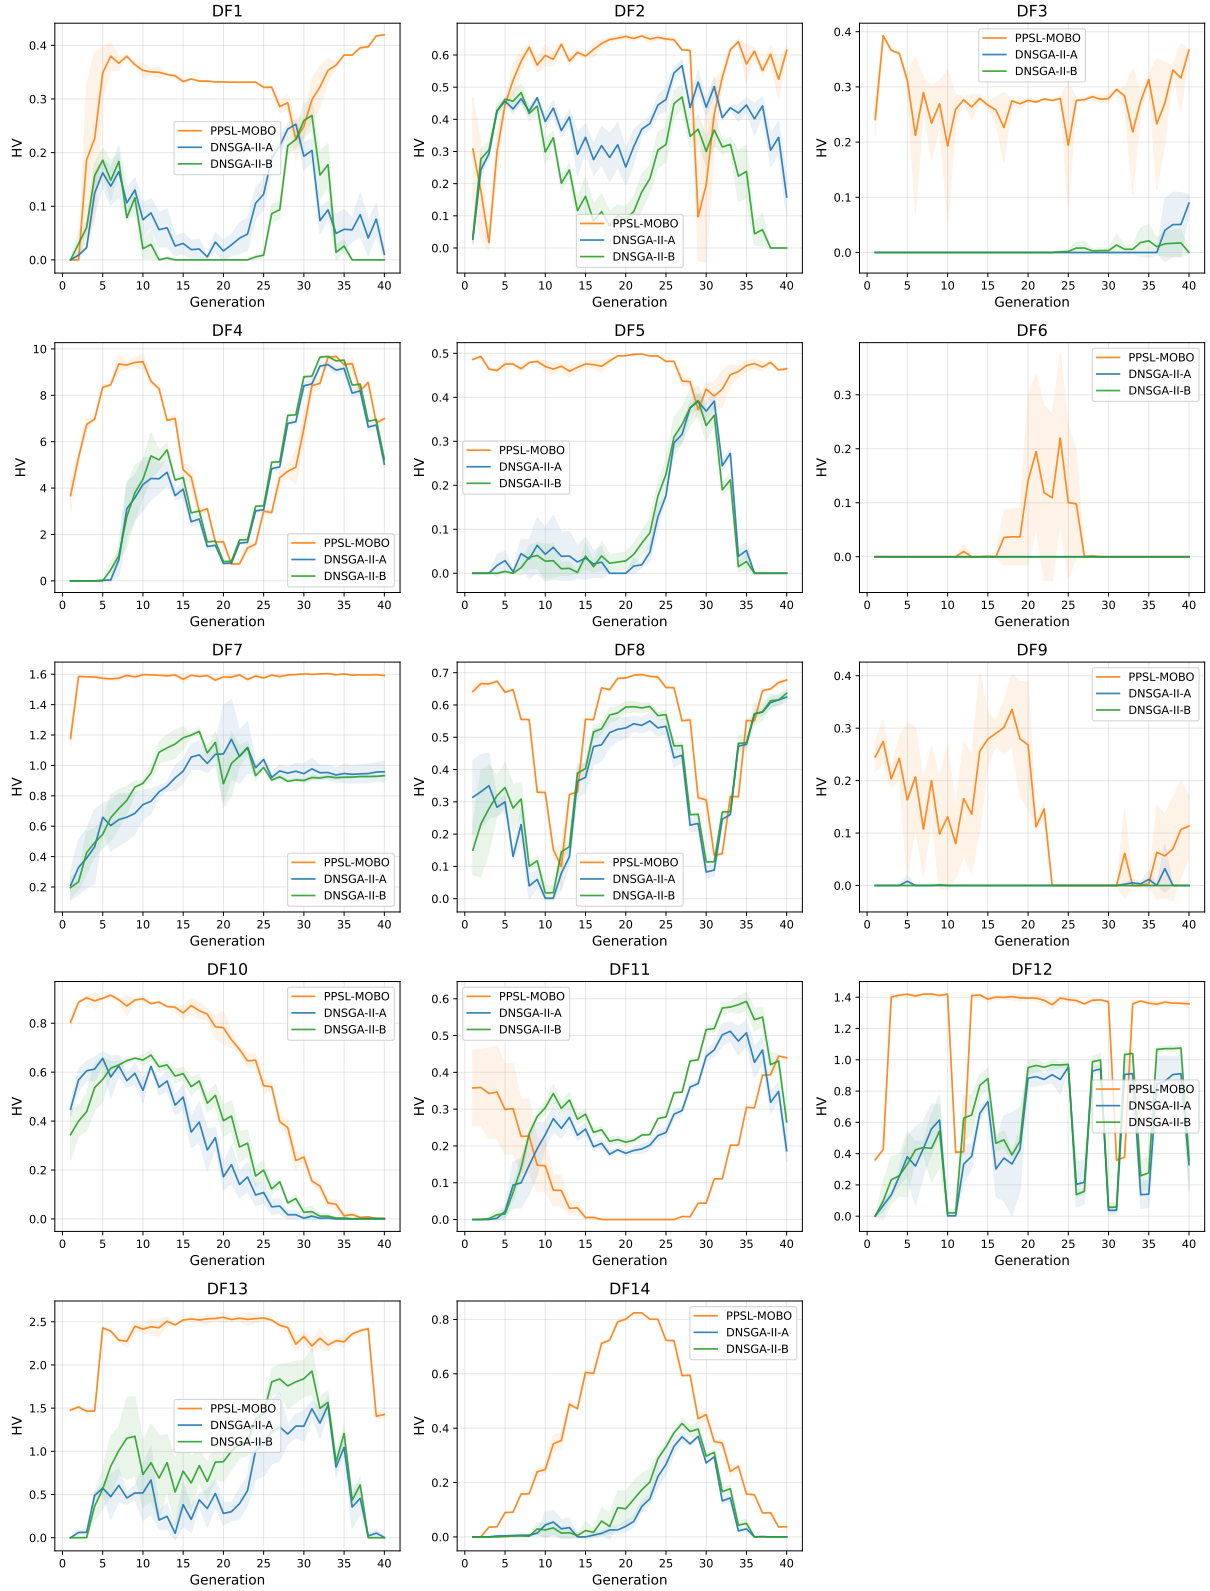 DF1
0.4
0.3
0.2
0.1
0.0
HV
PPSL-MOBO
DNSGA-II-A
DNSGA-II-B
0 5 10 15 20 25 30 35 40
Generation
DF2
0.6
0.5
0.4
0.3
0.2
0.1
0.0
HV
PPSL-MOBO
DNSGA-II-A
DNSGA-II-B
0 5 10 15 20 25 30 35 40
Generation
DF3
0.4
0.3
0.2
0.1
0.0
HV
PPSL-MOBO
DNSGA-II-A
DNSGA-II-B
0 5 10 15 20 25 30 35 40
Generation
DF4
10
8
6
4
2
0
HV
PPSL-MOBO
DNSGA-II-A
DNSGA-II-B
0 5 10 15 20 25 30 35 40
Generation
DF5
0.5
0.4
0.3
0.2
0.1
0.0
HV
PPSL-MOBO
DNSGA-II-A
DNSGA-II-B
0 5 10 15 20 25 30 35 40
Generation
DF6
0.3
0.2
0.1
0.0
HV
PPSL-MOBO
DNSGA-II-A
DNSGA-II-B
0 5 10 15 20 25 30 35 40
Generation
DF7
1.6
1.4
1.2
1.0
0.8
0.6
0.4
0.2
HV
PPSL-MOBO
DNSGA-II-A
DNSGA-II-B
0 5 10 15 20 25 30 35 40
Generation
DF8
0.7
0.6
0.5
0.4
0.3
0.2
0.1
0.0
HV
PPSL-MOBO
DNSGA-II-A
DNSGA-II-B
0 5 10 15 20 25 30 35 40
Generation
DF9
0.4
0.3
0.2
0.1
0.0
HV
PPSL-MOBO
DNSGA-II-A
DNSGA-II-B
0 5 10 15 20 25 30 35 40
Generation
DF10
0.8
0.6
0.4
0.2
0.0
HV
PPSL-MOBO
DNSGA-II-A
DNSGA-II-B
0 5 10 15 20 25 30 35 40
Generation
DF11
0.6
0.5
0.4
0.3
0.2
0.1
0.0
HV
PPSL-MOBO
DNSGA-II-A
DNSGA-II-B
0 5 10 15 20 25 30 35 40
Generation
DF12
1.4
1.2
1.0
0.8
0.6
0.4
0.2
0.0
HV
PPSL-MOBO
DNSGA-II-A
DNSGA-II-B
0 5 10 15 20 25 30 35 40
Generation
DF13
2.5
2.0
1.5
1.0
0.5
0.0
HV
PPSL-MOBO
DNSGA-II-A
DNSGA-II-B
0 5 10 15 20 25 30 35 40
Generation
DF14
0.8
0.6
0.4
0.2
0.0
HV
PPSL-MOBO
DNSGA-II-A
DNSGA-II-B
0 5 10 15 20 25 30 35 40
Generation